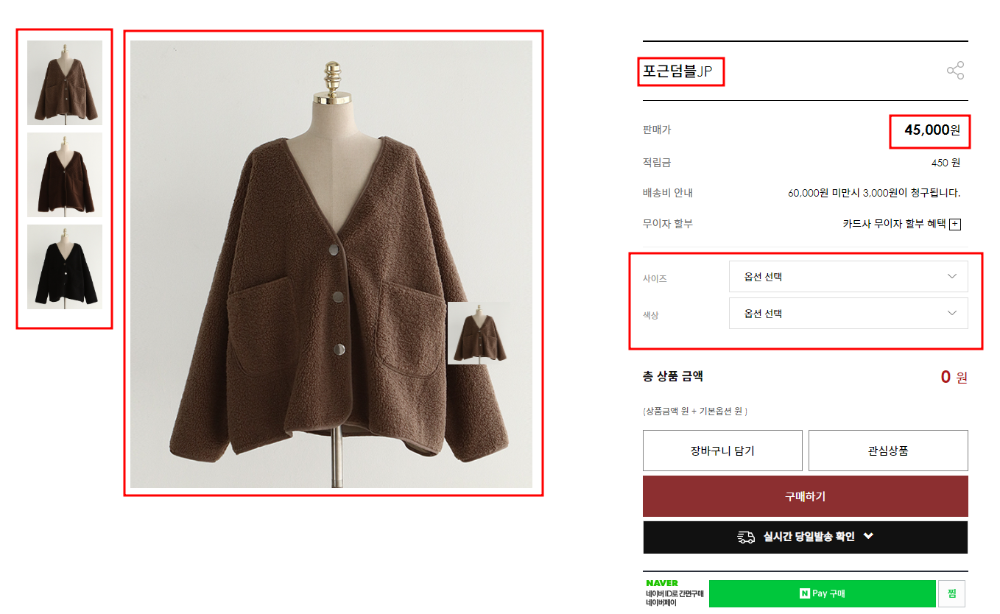 포근덤블JP
판매가 45,000원
적립금 450 원
배송비 안내 60,000원 미만시 3,000원이 청구됩니다.
무이자 할부 카드사 무이자 할부 혜택 +
사이즈 옵션 선택
색상 옵션 선택
총 상품 금액 0 원
(상품금액 원 + 기본옵션 원 )
장바구니 담기 관심상품
구매하기
실시간 당일발송 확인
NAVER
네이버ID로 간편구매
네이버페이
N Pay 구매 찜